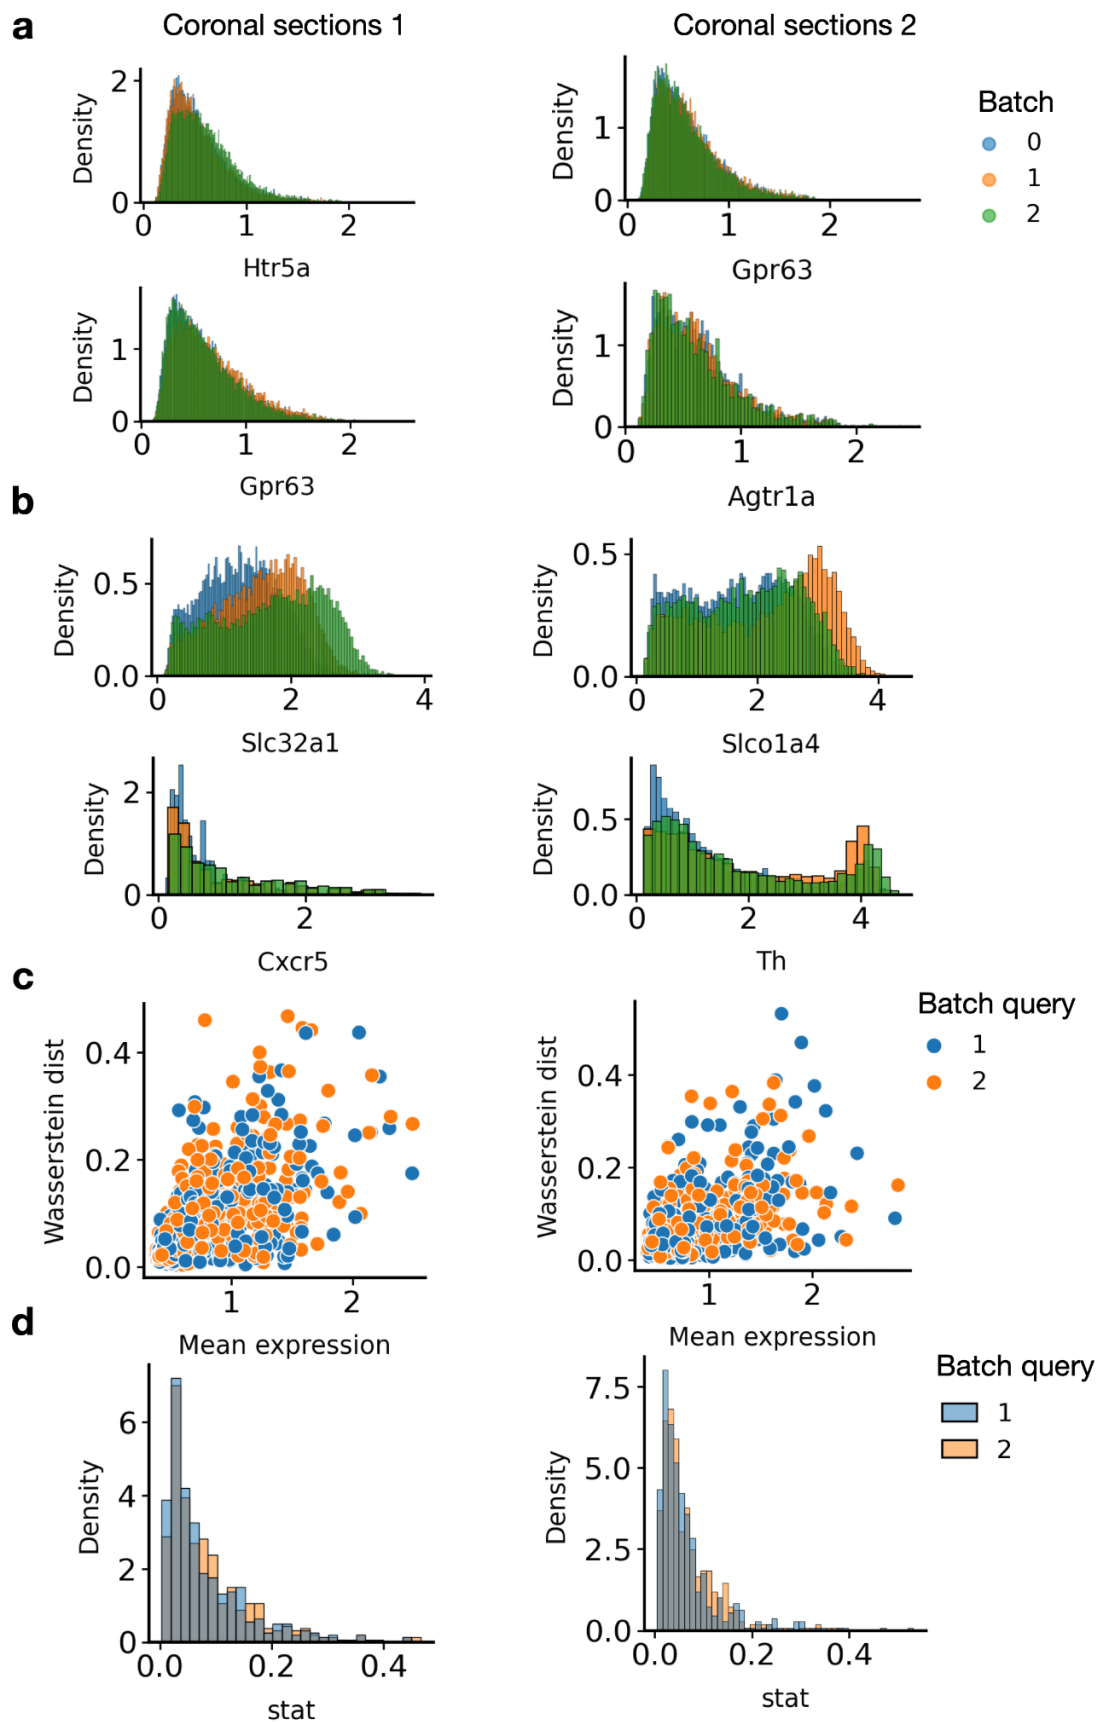 a
Coronal sections 1
Coronal sections 2
Density
2
0
0 1 2
Htr5a
Density
1
0
0 1 2
Gpr63
Batch
0
1
2
Density
1
0
0 1 2
Gpr63
Density
1
0
0 1 2
Agtr1a
b
Density
0.5
0.0
0 2 4
Slc32a1
Density
0.5
0.0
0 2 4
Slco1a4
Density
2
0
0 2
Cxcr5
Density
0.5
0.0
0 2 4
Th
c
Wasserstein dist
0.4
0.2
0.0
1 2
Mean expression
Wasserstein dist
0.4
0.2
0.0
1 2
Mean expression
Batch query
1
2
d
Density
6
4
2
0
0.0 0.2 0.4
stat
Density
7.5
5.0
2.5
0.0
0.0 0.2 0.4
stat
Batch query
1
2